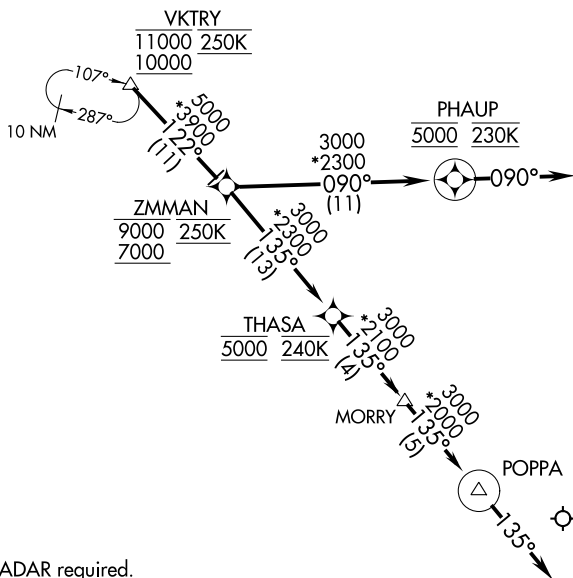 VKTRY
11000 250K
10000
107°
287°
10 NM
5000
*3900
122°
(11)
PHAUP
5000 230K
3000
*2300
090°
(11)
090°
ZMMAN
9000 250K
7000
3000
*2300
135°
(13)
THASA
5000 240K
3000
*2100
135°
(4)
MORRY
3000
*2000
135°
(5)
POPPA
135°
ADAR required.